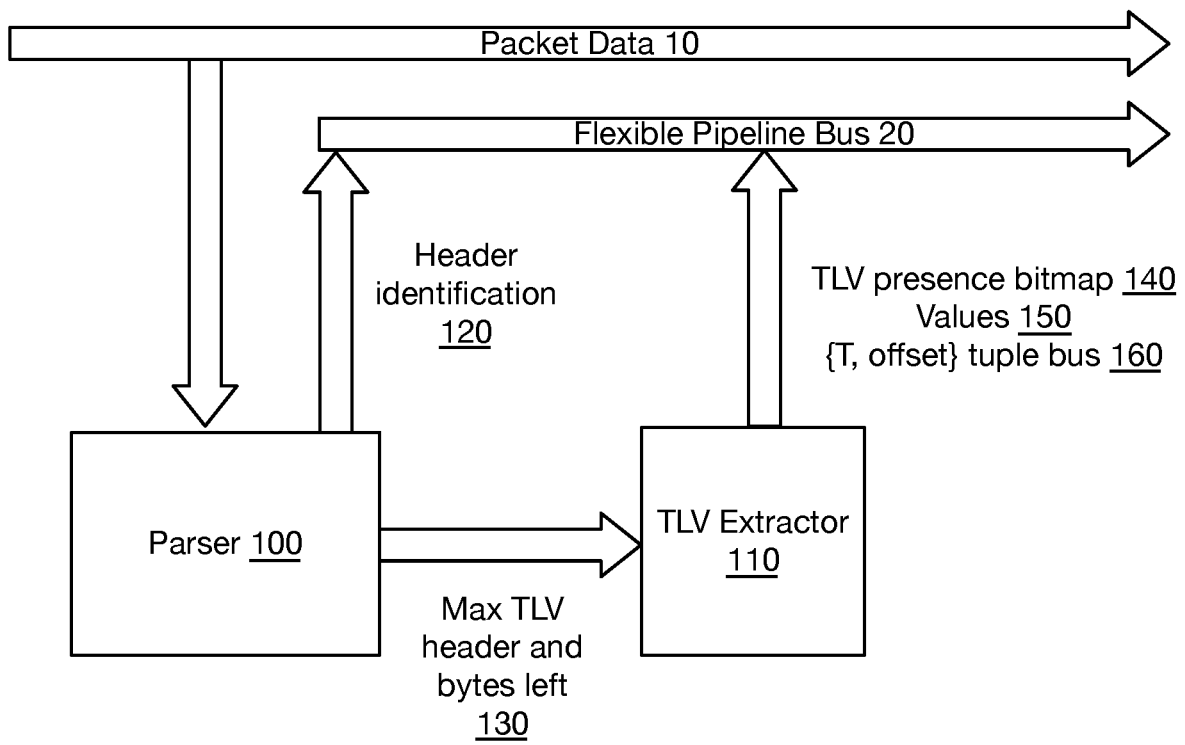 Packet Data 10
Flexible Pipeline Bus 20
Header
identification
120
TLV presence bitmap 140
Values 150
{T, offset} tuple bus 160
Parser 100
TLV Extractor
110
Max TLV
header and
bytes left
130